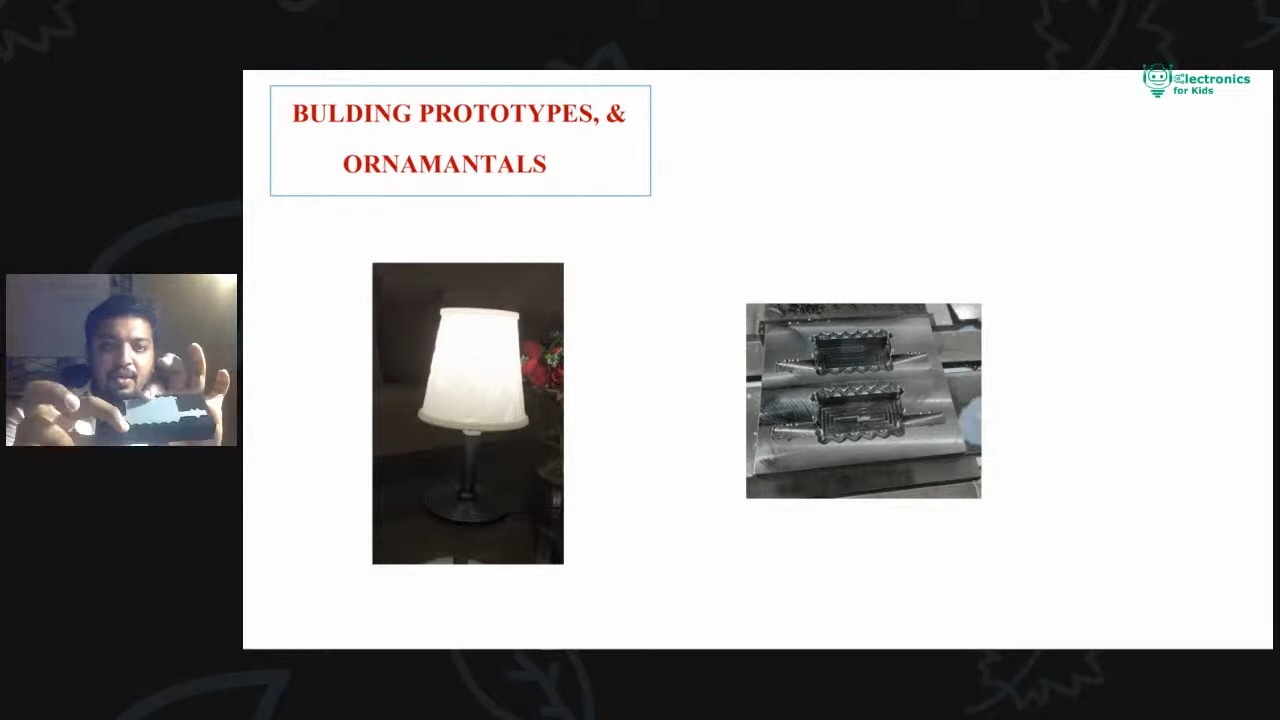 BULDING PROTOTYPES, &
ORNAMANTALS
Electronics
for Kids